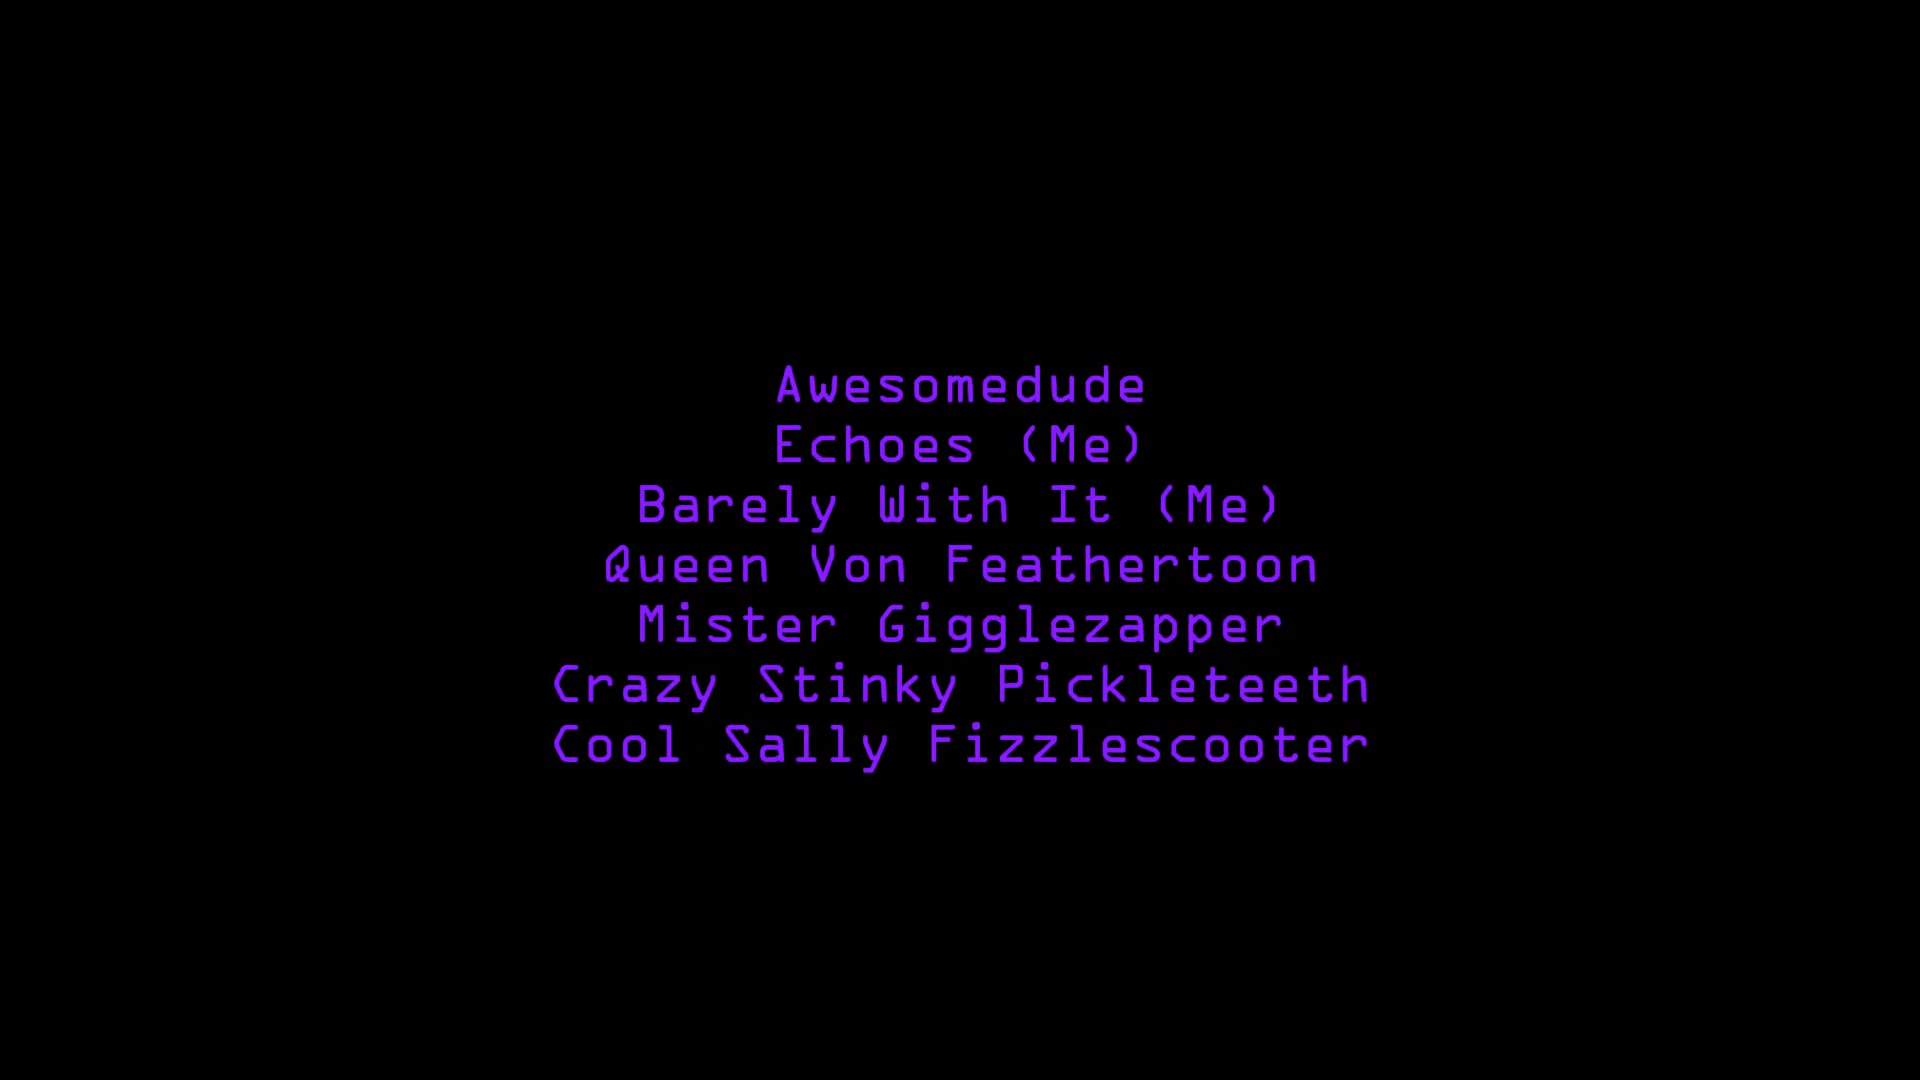 Awesomedude
Echoes (Me)
Barely With It (Me)
Queen Von Feathertoon
Mister Gigglezapper
Crazy Stinky Pickleteeth
Cool Sally Fizzlescooter